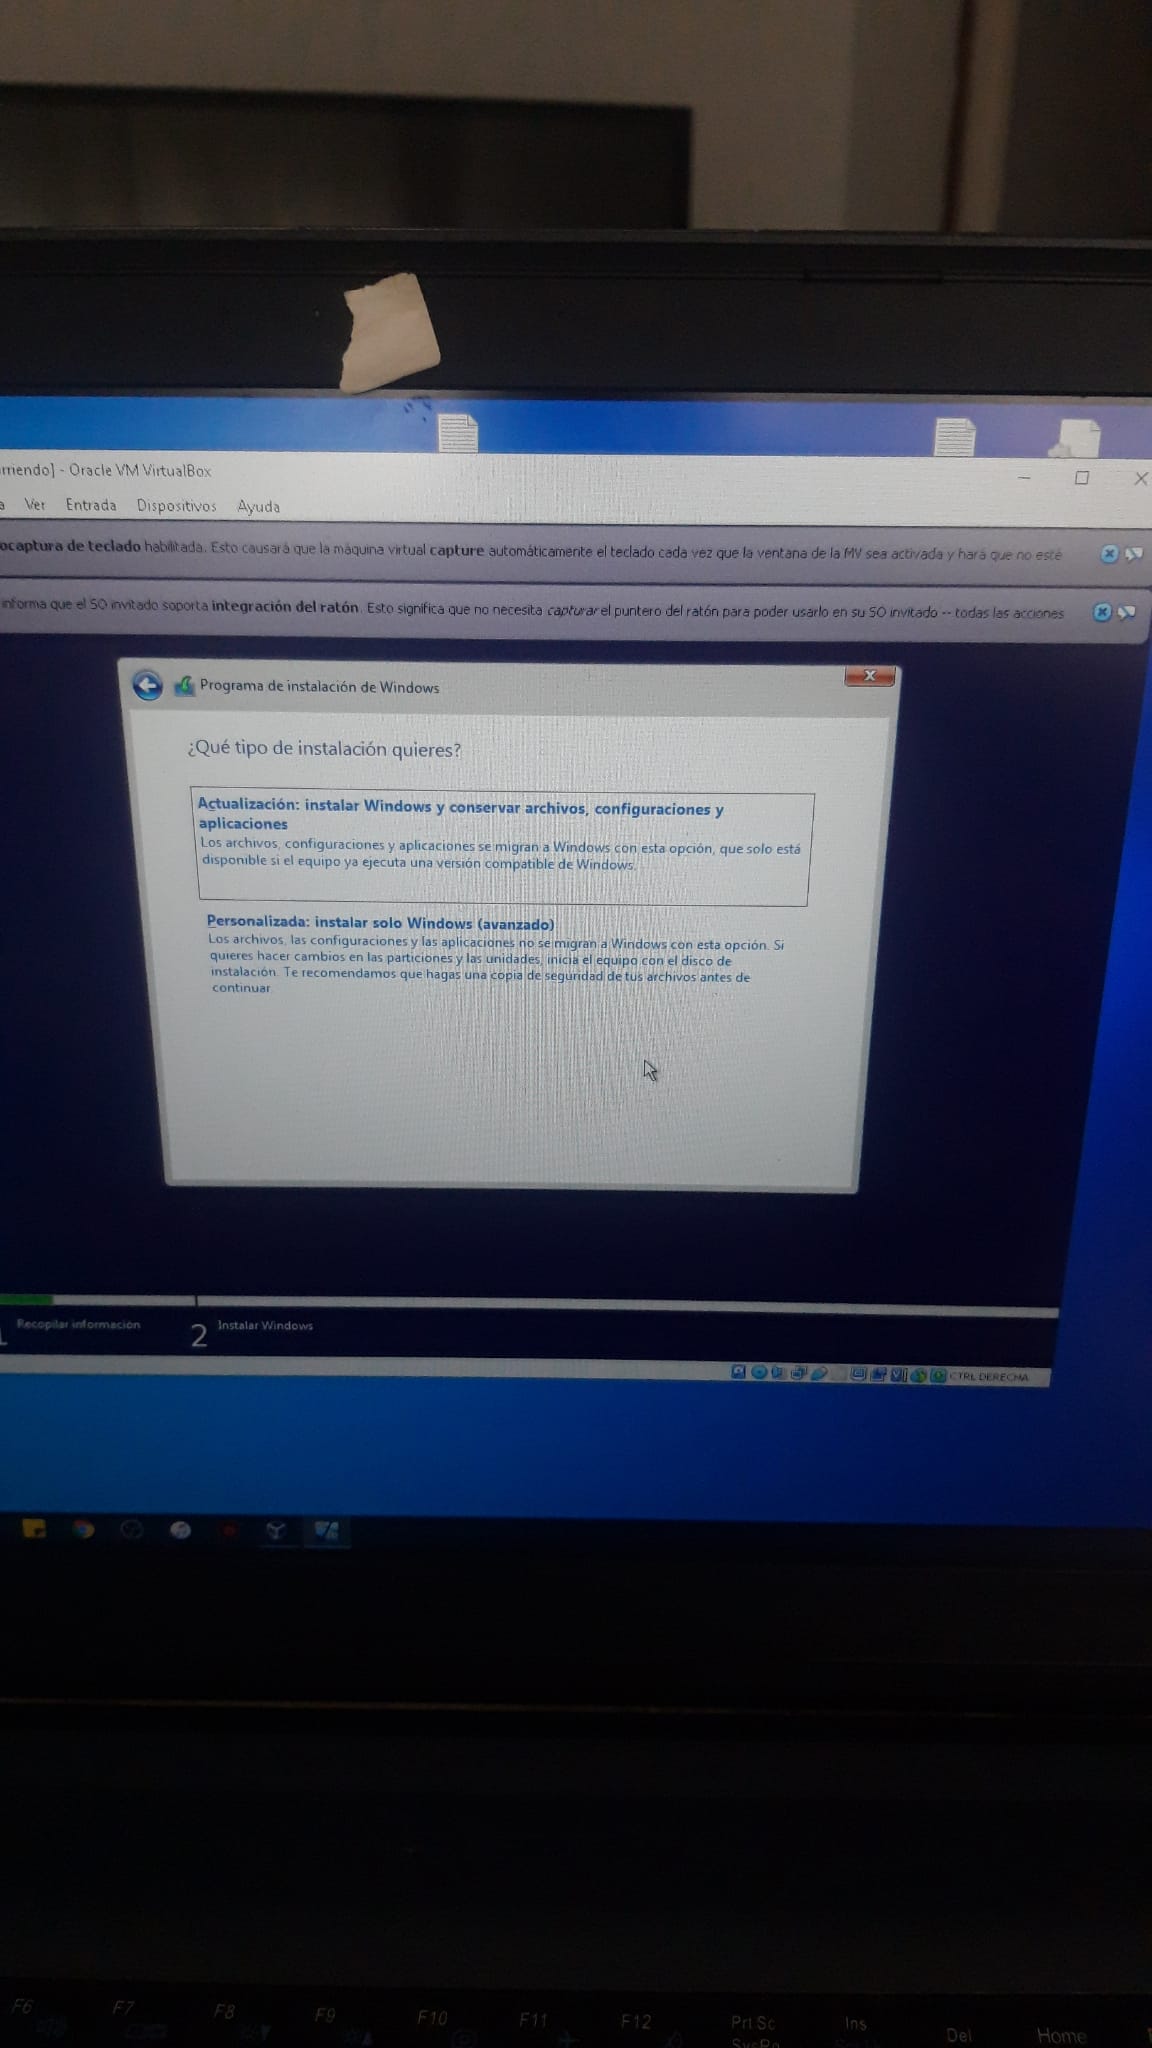 - Oracle VM VirtualBox
Ver Entrada Dispositivos Ayuda
ocaptura de teclado habilitada. Esto causará que la máquina virtual capture automáticamente el teclado cada vez que la ventana de la MV sea activada y hará que no esté
informa que el SO invitado soporta integración del ratón. Esto significa que no necesita capturar el puntero del ratón para poder usarlo en su SO invitado -- todas las acciones
Programa de instalación de Windows
¿Qué tipo de instalación quieres?
Actualización: instalar Windows y conservar archivos, configuraciones y
aplicaciones
Los archivos, configuraciones y aplicaciones se migran a Windows con esta opción, que solo está
disponible si el equipo ya ejecuta una versión compatible de Windows.
Personalizada: instalar solo Windows (avanzado)
Los archivos, las configuraciones y las aplicaciones no se migran a Windows con esta opción. Si
quieres hacer cambios en las particiones y las unidades, inicia el equipo con el disco de
instalación. Te recomendamos que hagas una copia de seguridad de tus archivos antes de
continuar.
1 Recopilar información
2 Instalar Windows
CTRL DERECHA
F6 F7 F8 F9 F10 F11 F12 Prt Sc Ins Del Home
SysRq